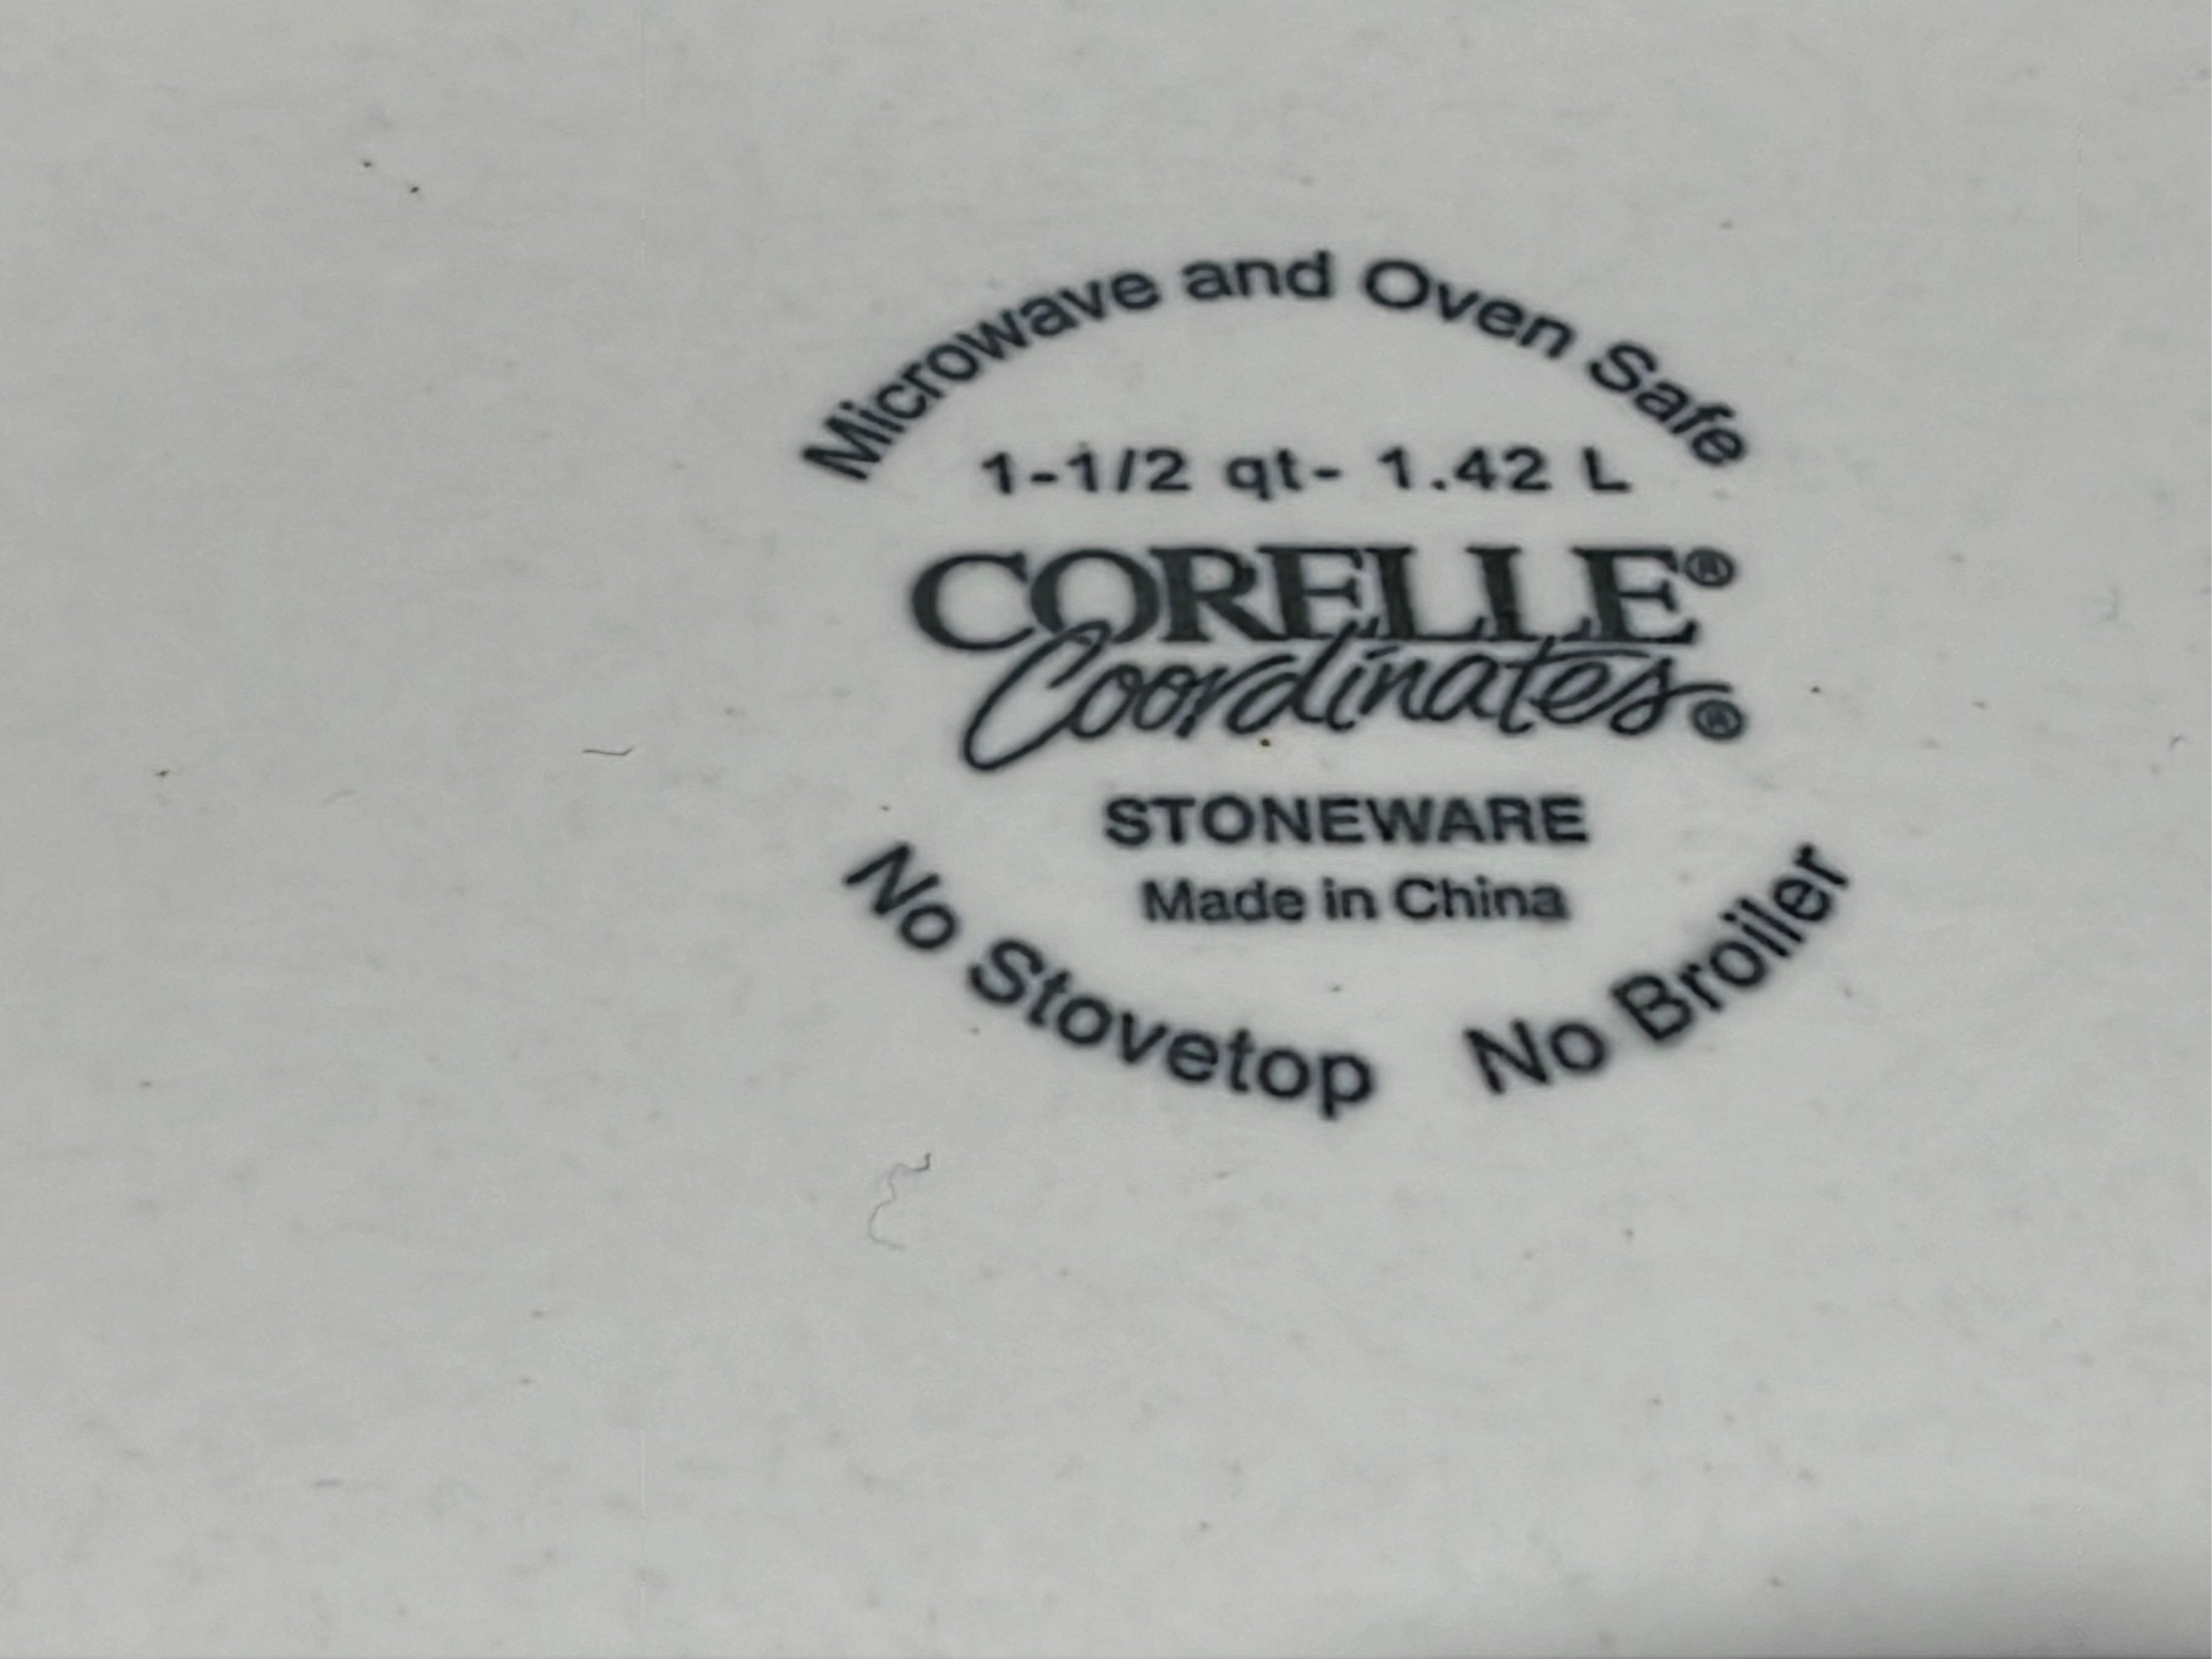 Microwave and Oven Safe
1-1/2 qt- 1.42 L
CORELLE®
Coordinates®
STONEWARE
Made in China
No Stovetop No Broiler